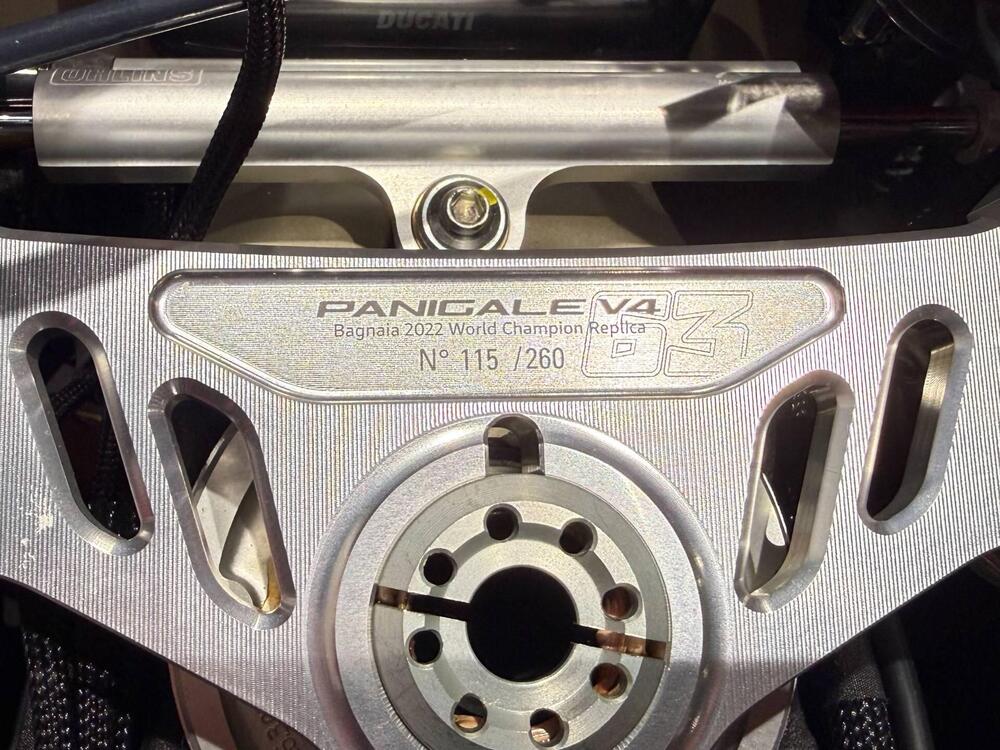 DUCATI
ÖHLINS
PANIGALE V4
Bagnaia 2022 World Champion Replica
63
N° 115 /260